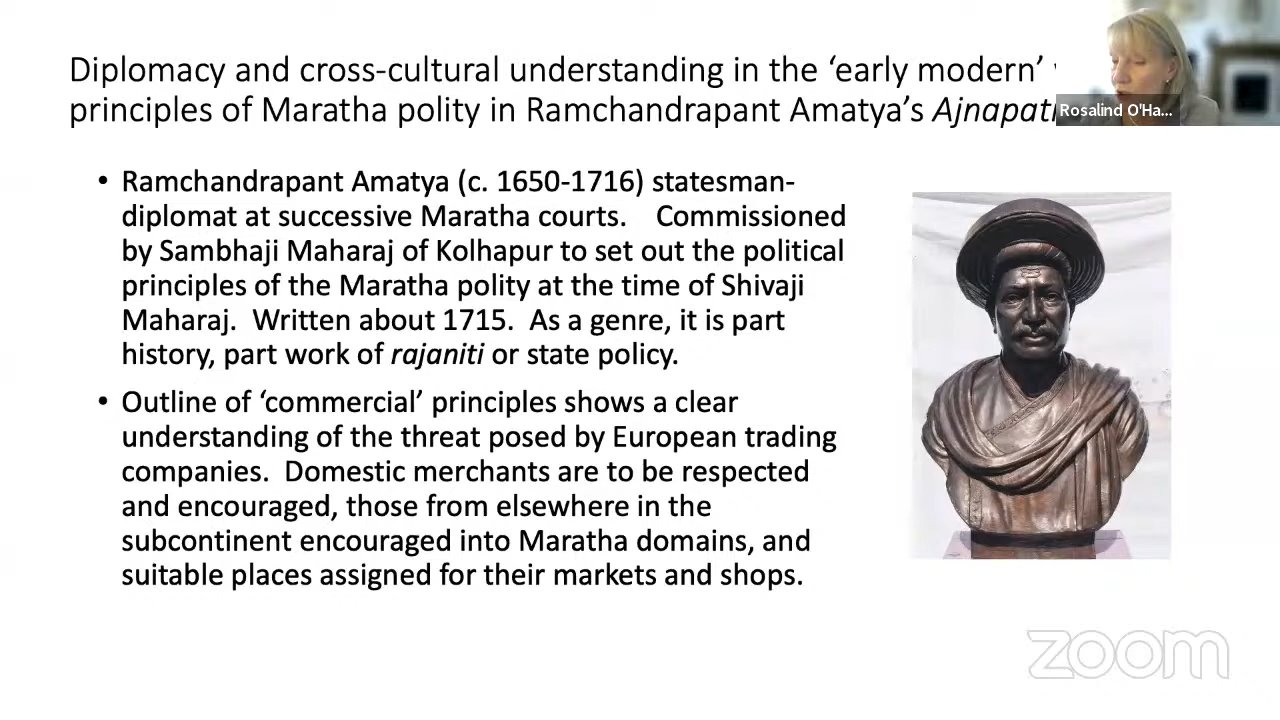 Diplomacy and cross-cultural understanding in the ‘early modern’
principles of Maratha polity in Ramchandrapant Amatya’s
Rosalind O'Ha...
• Ramchandrapant Amatya (c. 1650-1716) statesman-
diplomat at successive Maratha courts. Commissioned
by Sambhaji Maharaj of Kolhapur to set out the political
principles of the Maratha polity at the time of Shivaji
Maharaj. Written about 1715. As a genre, it is part
history, part work of rajaniti or state policy.
• Outline of ‘commercial’ principles shows a clear
understanding of the threat posed by European trading
companies. Domestic merchants are to be respected
and encouraged, those from elsewhere in the
subcontinent encouraged into Maratha domains, and
suitable places assigned for their markets and shops.
zoom